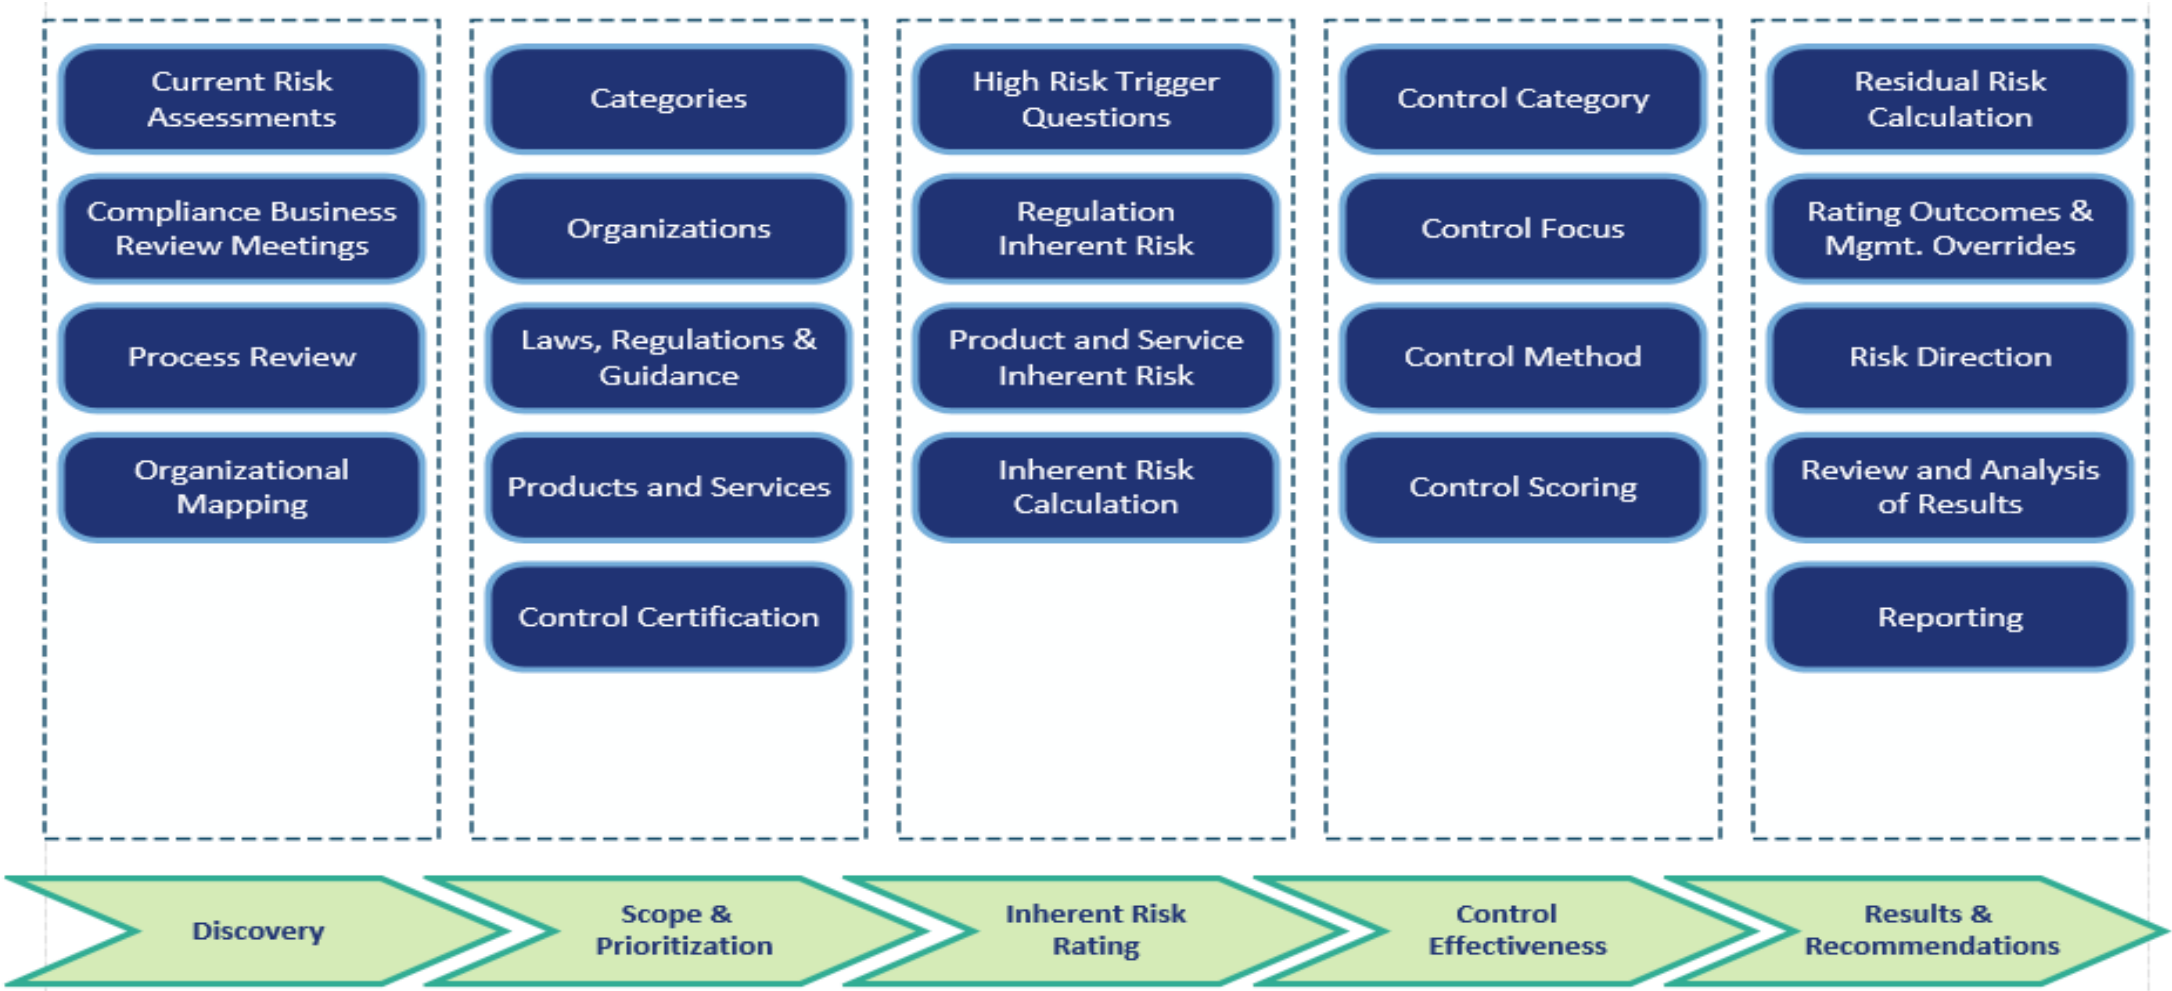 Current Risk
Assessments
Compliance Business
Review Meetings
Process Review
Organizational
Mapping
Categories
Organizations
Laws, Regulations &
Guidance
Products and Services
Control Certification
High Risk Trigger
Questions
Regulation
Inherent Risk
Product and Service
Inherent Risk
Inherent Risk
Calculation
Control Category
Control Focus
Control Method
Control Scoring
Residual Risk
Calculation
Rating Outcomes &
Mgmt. Overrides
Risk Direction
Review and Analysis
of Results
Reporting
Discovery
Scope &
Prioritization
Inherent Risk
Rating
Control
Effectiveness
Results &
Recommendations